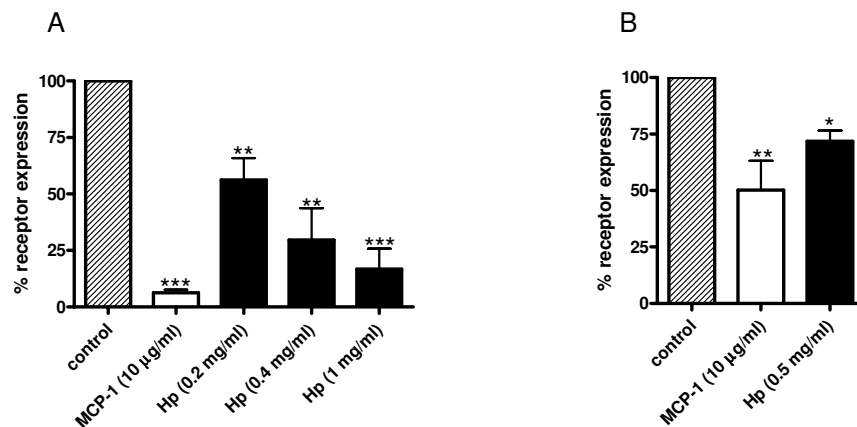 A
% receptor expression
100
75
50
25
0
***
**
**
***
control
MCP-1 (10 µg/ml)
Hp (0.2 mg/ml)
Hp (0.4 mg/ml)
Hp (1 mg/ml)
B
% receptor expression
100
75
50
25
0
**
*
control
MCP-1 (10 µg/ml)
Hp (0.5 mg/ml)